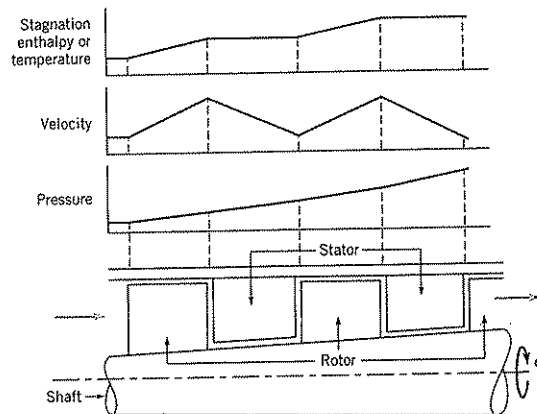 Stagnation
enthalpy or
temperature
Velocity
Pressure
Stator
Rotor
Shaft